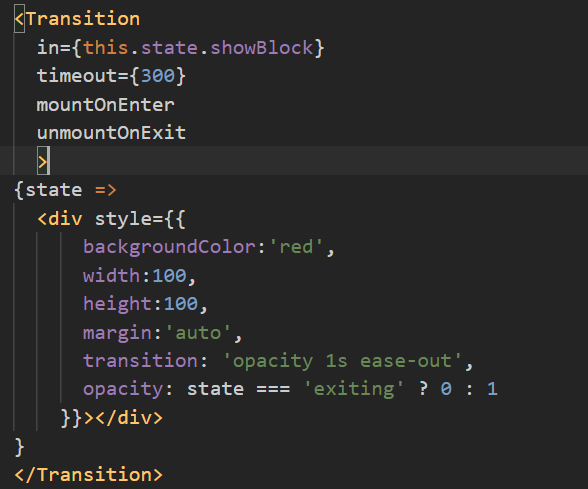 <Transition
in={this.state.showBlock}
timeout={300}
mountOnEnter
unmountOnExit
>
{state =>
<div style={{
backgroundColor:'red',
width:100,
height:100,
margin:'auto',
transition: 'opacity 1s ease-out',
opacity: state === 'exiting' ? 0 : 1
}}></div>
}
</Transition>